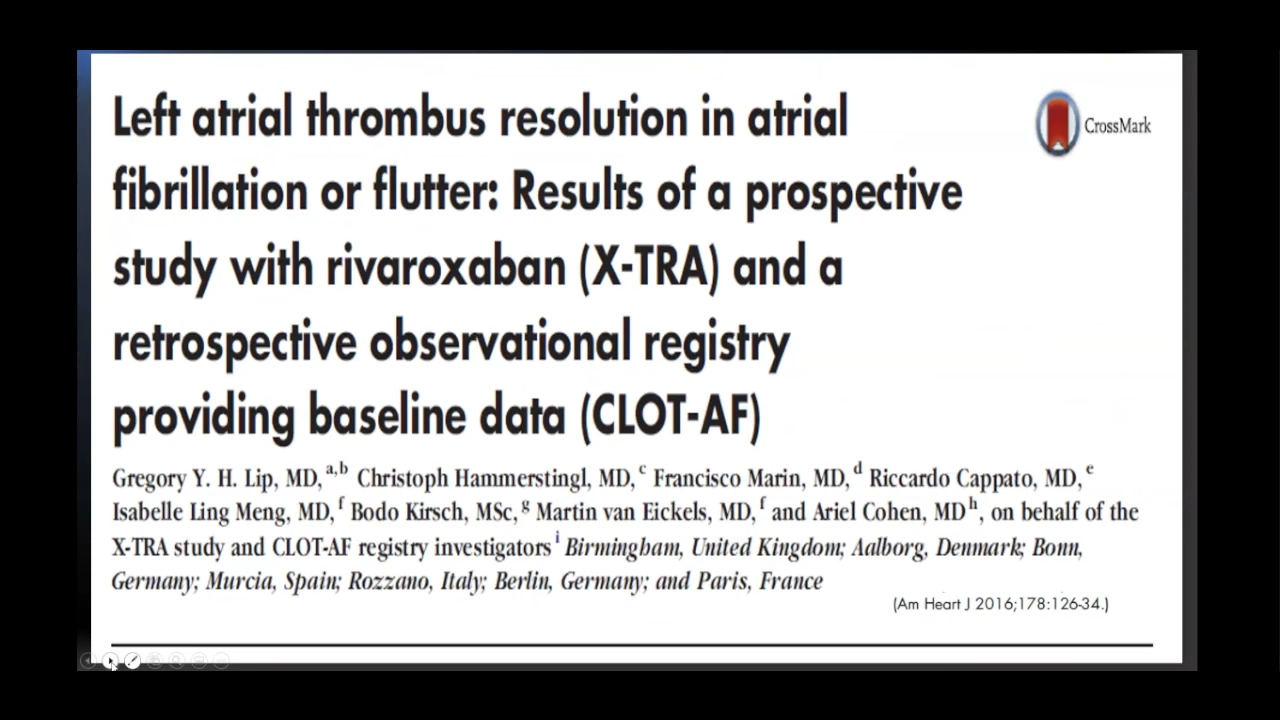 Left atrial thrombus resolution in atrial
fibrillation or flutter: Results of a prospective
study with rivaroxaban (X-TRA) and a
retrospective observational registry
providing baseline data (CLOT-AF)
CrossMark
Gregory Y. H. Lip, MD,a,b Christoph Hammerstingl, MD,c Francisco Marin, MD,d Riccardo Cappato, MD,e
Isabelle Ling Meng, MD,f Bodo Kirsch, MSc,g Martin van Eickels, MD,f and Ariel Cohen, MDh, on behalf of the
X-TRA study and CLOT-AF registry investigatorsi Birmingham, United Kingdom; Aalborg, Denmark; Bonn,
Germany; Murcia, Spain; Rozzano, Italy; Berlin, Germany; and Paris, France
(Am Heart J 2016;178:126-34.)